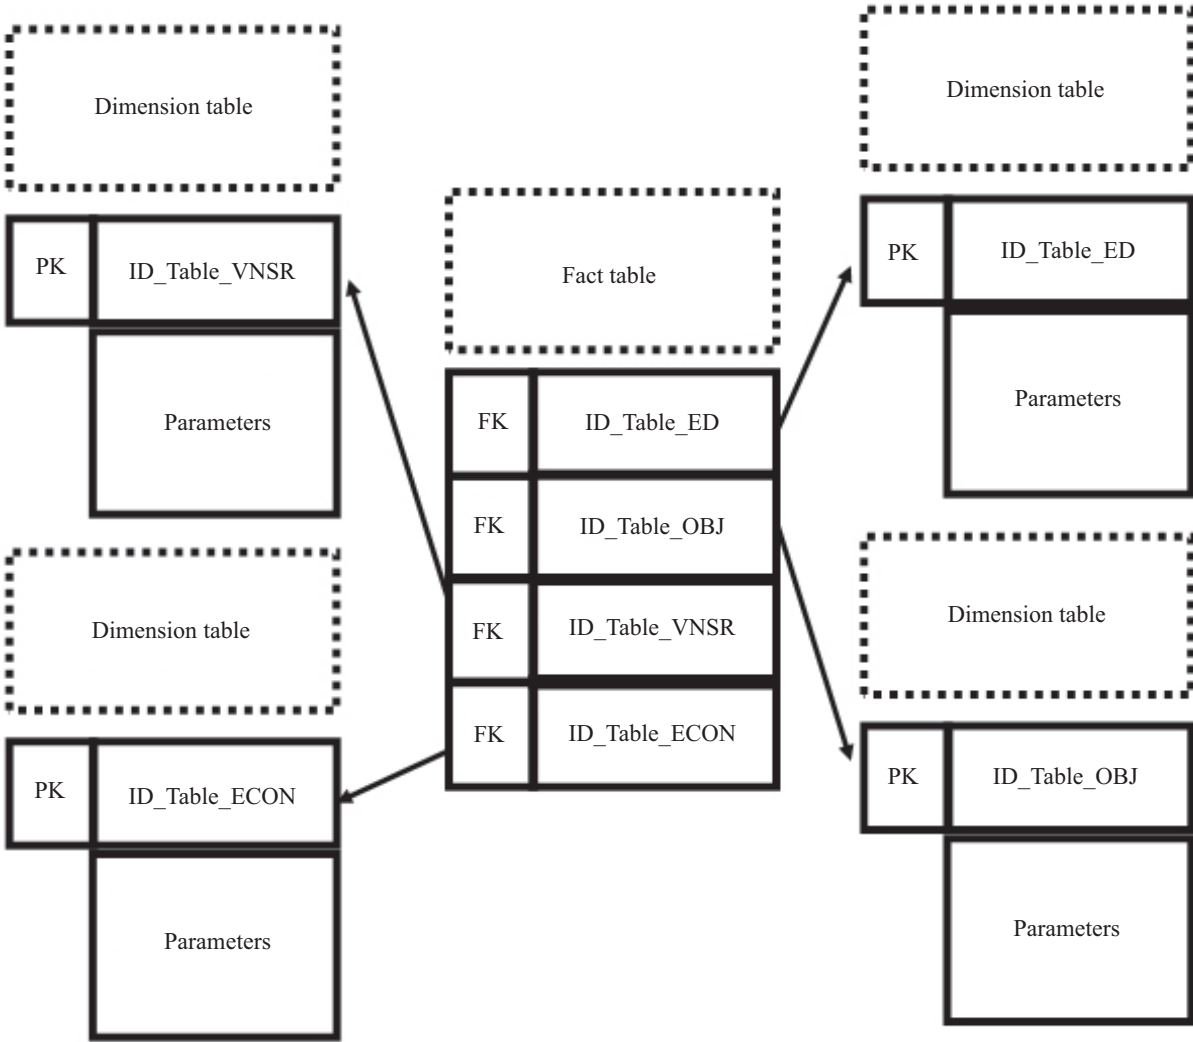 Dimension table
PK
ID_Table_VNSR
Parameters
Dimension table
PK
ID_Table_ECON
Parameters
Fact table
FK
ID_Table_ED
FK
ID_Table_OBJ
FK
ID_Table_VNSR
FK
ID_Table_ECON
Dimension table
PK
ID_Table_ED
Parameters
Dimension table
PK
ID_Table_OBJ
Parameters